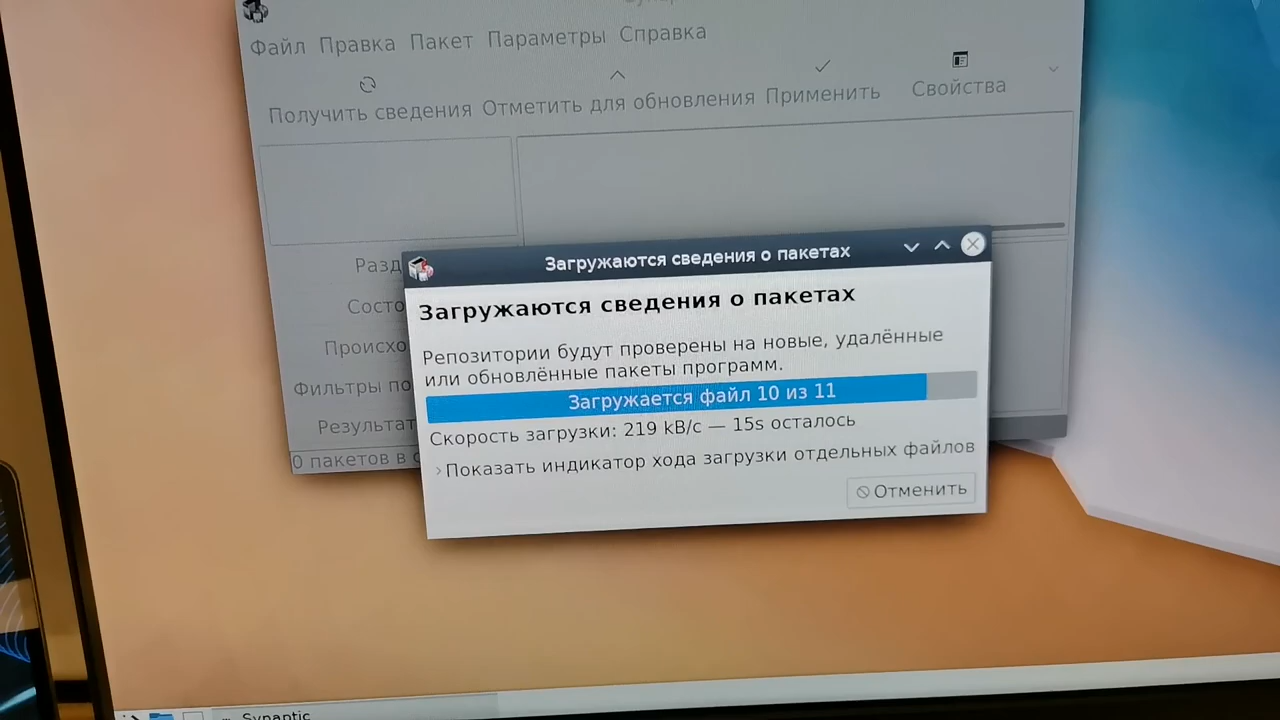 Файл Правка Пакет Параметры Справка
Получить сведения Отметить для обновления Применить Свойства
Загружаются сведения о пакетах
Загружаются сведения о пакетах
Репозитории будут проверены на новые, удалённые
или обновлённые пакеты программ.
Загружается файл 10 из 11
Скорость загрузки: 219 kB/c — 15s осталось
Показать индикатор хода загрузки отдельных файлов
Отменить
Разд
Состо
Происхо
Фильтры по
Результат
0 пакетов в с
Synaptic